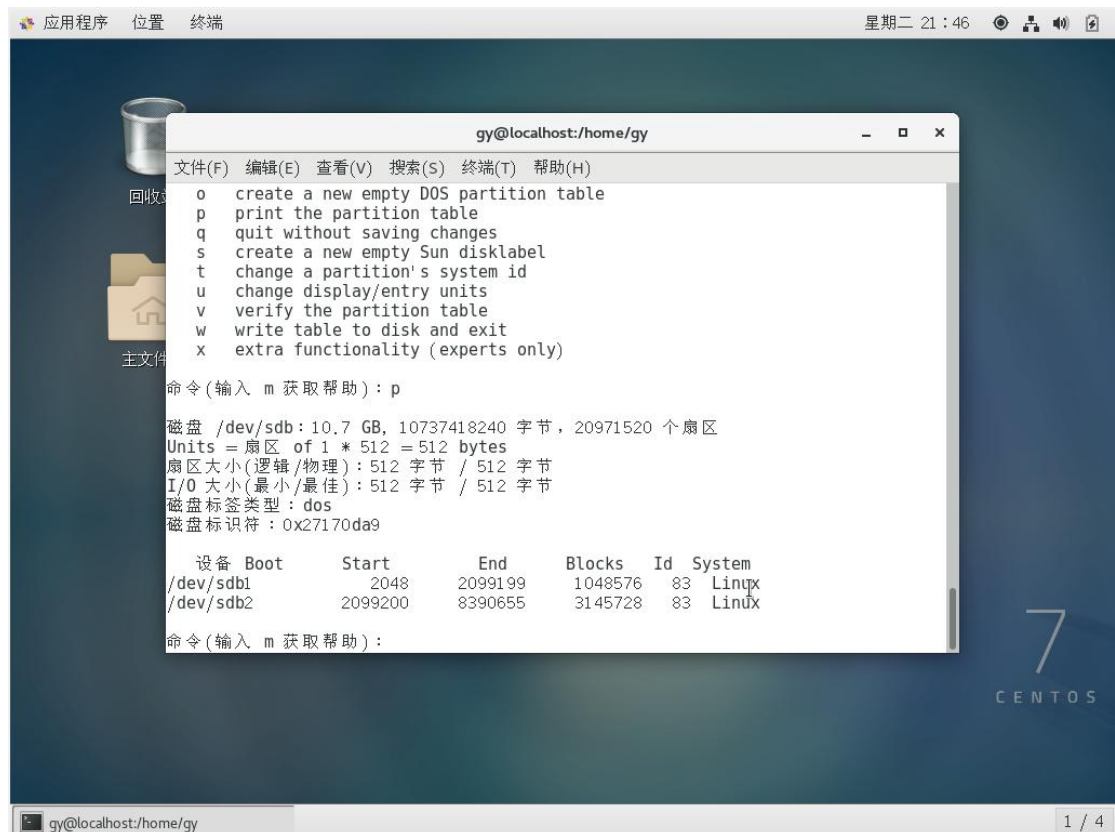 应用程序 位置 终端 星期二 21：46
gy@localhost:/home/gy
文件(F) 编辑(E) 查看(V) 搜索(S) 终端(T) 帮助(H)
o create a new empty DOS partition table
p print the partition table
q quit without saving changes
s create a new empty Sun disklabel
t change a partition's system id
u change display/entry units
v verify the partition table
w write table to disk and exit
x extra functionality (experts only)
命令(输入 m 获取帮助)：p
磁盘 /dev/sdb：10.7 GB, 10737418240 字节，20971520 个扇区
Units = 扇区 of 1 * 512 = 512 bytes
扇区大小(逻辑/物理)：512 字节 / 512 字节
I/O 大小(最小/最佳)：512 字节 / 512 字节
磁盘标签类型：dos
磁盘标识符：0x27170da9
设备 Boot Start End Blocks Id System
/dev/sdb1 2048 2099199 1048576 83 Linux
/dev/sdb2 2099200 8390655 3145728 83 Linux
命令(输入 m 获取帮助)：
回收
主文件
7
CENTOS
gy@localhost:/home/gy 1 / 4